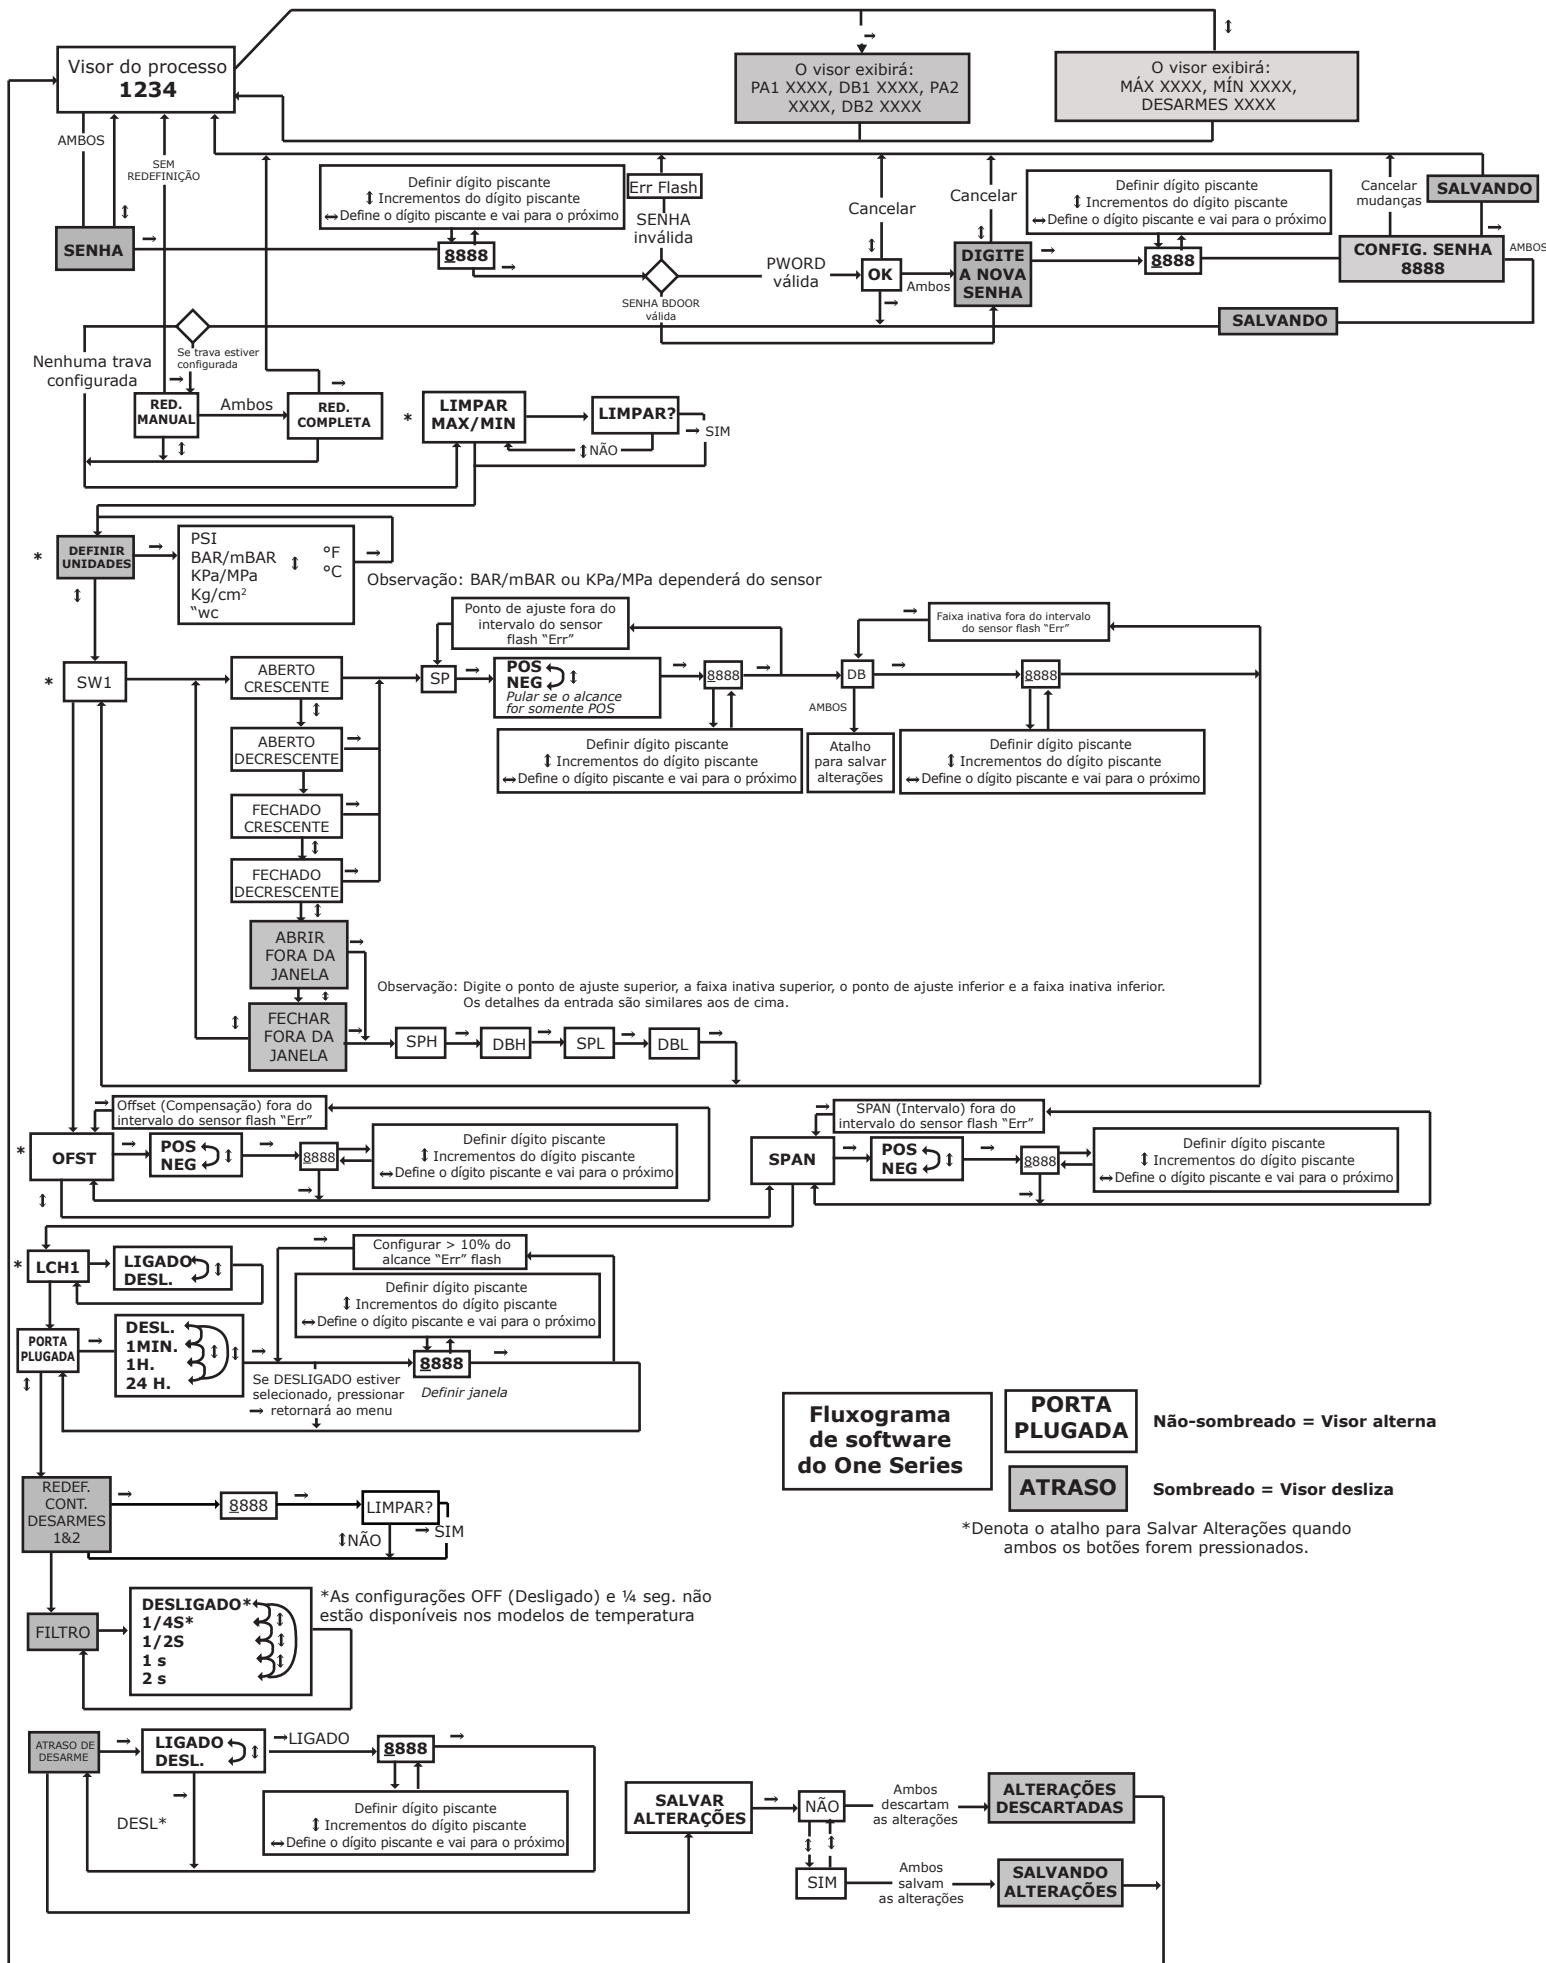 Visor do processo
1234
O visor exibirá:
PA1 XXXX, DB1 XXXX, PA2
XXXX, DB2 XXXX
O visor exibirá:
MÁX XXXX, MÍN XXXX,
DESARMES XXXX
AMBOS
SEM
REDEFINIÇÃO
SENHA
Definir dígito piscante
↕ Incrementos do dígito piscante
↔ Define o dígito piscante e vai para o próximo
8888
Err Flash
SENHA
inválida
SENHA BDOOR
válida
PWORD
válida
Cancelar
OK
Ambos
Cancelar
DIGITE
A NOVA
SENHA
Definir dígito piscante
↕ Incrementos do dígito piscante
↔ Define o dígito piscante e vai para o próximo
8888
Cancelar
mudanças
SALVANDO
CONFIG. SENHA
8888
AMBOS
SALVANDO
Nenhuma trava
configurada
Se trava estiver
configurada
RED.
MANUAL
Ambos
RED.
COMPLETA
*
LIMPAR
MAX/MIN
LIMPAR?
→ SIM
↕ NÃO
*
DEFINIR
UNIDADES
PSI
BAR/mBAR
KPa/MPa
Kg/cm²
"wc
°F
°C
Observação: BAR/mBAR ou KPa/MPa dependerá do sensor
*
SW1
ABERTO
CRESCENTE
ABERTO
DECRESCENTE
FECHADO
CRESCENTE
FECHADO
DECRESCENTE
ABRIR
FORA DA
JANELA
FECHAR
FORA DA
JANELA
Ponto de ajuste fora do
intervalo do sensor
flash "Err"
SP
POS
NEG
Pular se o alcance
for somente POS
8888
Definir dígito piscante
↕ Incrementos do dígito piscante
↔ Define o dígito piscante e vai para o próximo
Faixa inativa fora do intervalo
do sensor flash "Err"
DB
AMBOS
Atalho
para salvar
alterações
8888
Definir dígito piscante
↕ Incrementos do dígito piscante
↔ Define o dígito piscante e vai para o próximo
Observação: Digite o ponto de ajuste superior, a faixa inativa superior, o ponto de ajuste inferior e a faixa inativa inferior.
Os detalhes da entrada são similares aos de cima.
SPH
DBH
SPL
DBL
Offset (Compensação) fora do
intervalo do sensor flash "Err"
*
OFST
POS
NEG
8888
Definir dígito piscante
↕ Incrementos do dígito piscante
↔ Define o dígito piscante e vai para o próximo
SPAN (Intervalo) fora do
intervalo do sensor flash "Err"
SPAN
POS
NEG
8888
Definir dígito piscante
↕ Incrementos do dígito piscante
↔ Define o dígito piscante e vai para o próximo
*
LCH1
LIGADO
DESL.
Configurar > 10% do
alcance "Err" flash
Definir dígito piscante
↕ Incrementos do dígito piscante
↔ Define o dígito piscante e vai para o próximo
PORTA
PLUGADA
DESL.
1MIN.
1H.
24 H.
Se DESLIGADO estiver
selecionado, pressionar
→ retornará ao menu
8888
Definir janela
Fluxograma
de software
do One Series
PORTA
PLUGADA
Não-sombreado = Visor alterna
ATRASO
Sombreado = Visor desliza
*Denota o atalho para Salvar Alterações quando
ambos os botões forem pressionados.
REDEF.
CONT.
DESARMES
1&2
8888
LIMPAR?
→ SIM
↕NÃO
FILTRO
DESLIGADO*
1/4S*
1/2S
1 s
2 s
*As configurações OFF (Desligado) e ¼ seg. não
estão disponíveis nos modelos de temperatura
ATRASO DE
DESARME
LIGADO
DESL.
→LIGADO
8888
DESL*
Definir dígito piscante
↕ Incrementos do dígito piscante
↔ Define o dígito piscante e vai para o próximo
SALVAR
ALTERAÇÕES
NÃO
SIM
Ambos
descartam
as alterações
ALTERAÇÕES
DESCARTADAS
Ambos
salvam
as alterações
SALVANDO
ALTERAÇÕES